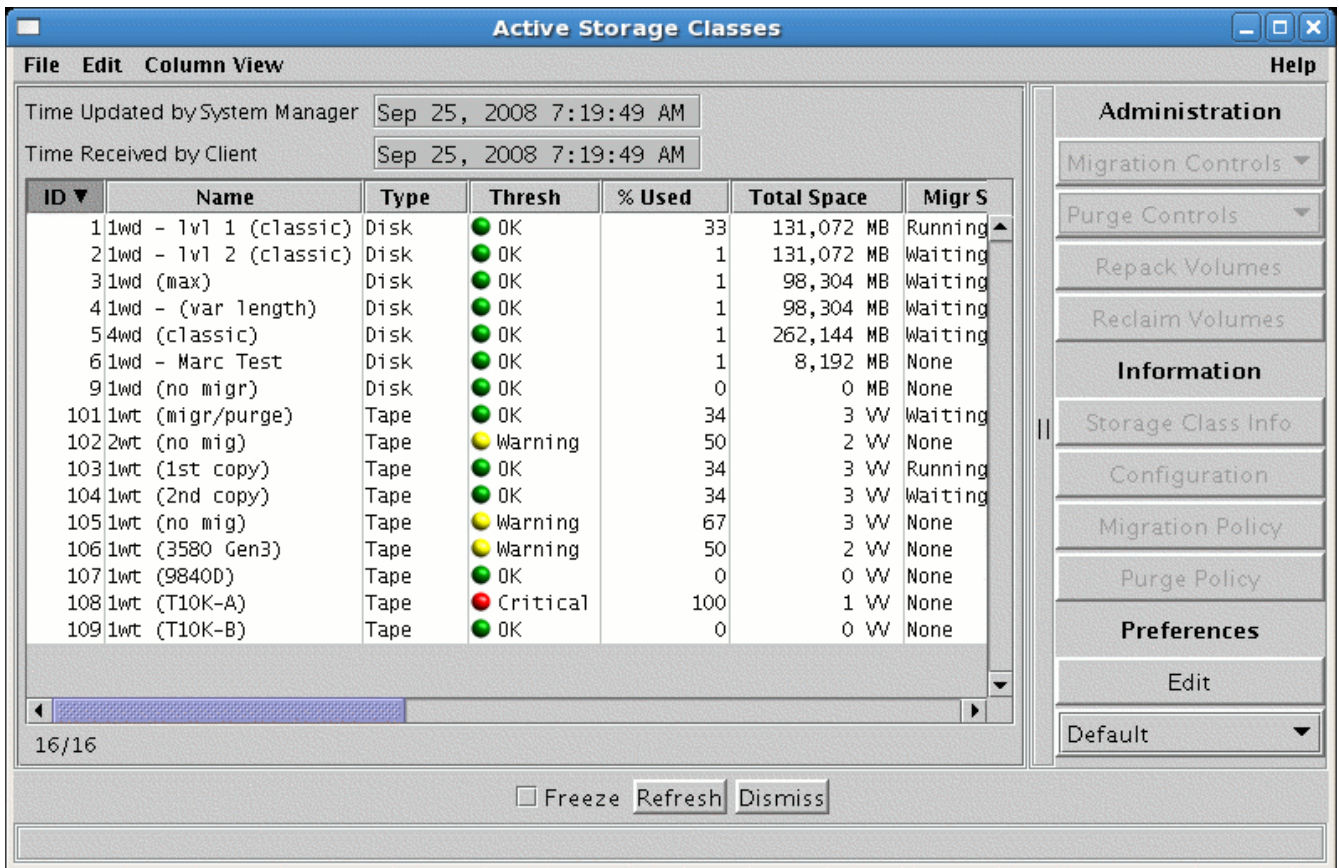 Active Storage Classes
File Edit Column View Help
Time Updated by System Manager Sep 25, 2008 7:19:49 AM
Time Received by Client Sep 25, 2008 7:19:49 AM
ID ▼ Name Type Thresh % Used Total Space Migr S
1 1wd - lvl 1 (classic) Disk OK 33 131,072 MB Running
2 1wd - lvl 2 (classic) Disk OK 1 131,072 MB Waiting
3 1wd (max) Disk OK 1 98,304 MB Waiting
4 1wd - (var length) Disk OK 1 98,304 MB Waiting
5 4wd (classic) Disk OK 1 262,144 MB Waiting
6 1wd - Marc Test Disk OK 1 8,192 MB None
9 1wd (no migr) Disk OK 0 0 MB None
101 1wt (migr/purge) Tape OK 34 3 VV Waiting
102 2wt (no mig) Tape Warning 50 2 VV None
103 1wt (1st copy) Tape OK 34 3 VV Running
104 1wt (2nd copy) Tape OK 34 3 VV Waiting
105 1wt (no mig) Tape Warning 67 3 VV None
106 1wt (3580 Gen3) Tape Warning 50 2 VV None
107 1wt (9840D) Tape OK 0 0 VV None
108 1wt (T10K-A) Tape Critical 100 1 VV None
109 1wt (T10K-B) Tape OK 0 0 VV None
16/16
Administration
Migration Controls
Purge Controls
Repack Volumes
Reclaim Volumes
Information
Storage Class Info
Configuration
Migration Policy
Purge Policy
Preferences
Edit
Default
Freeze Refresh Dismiss